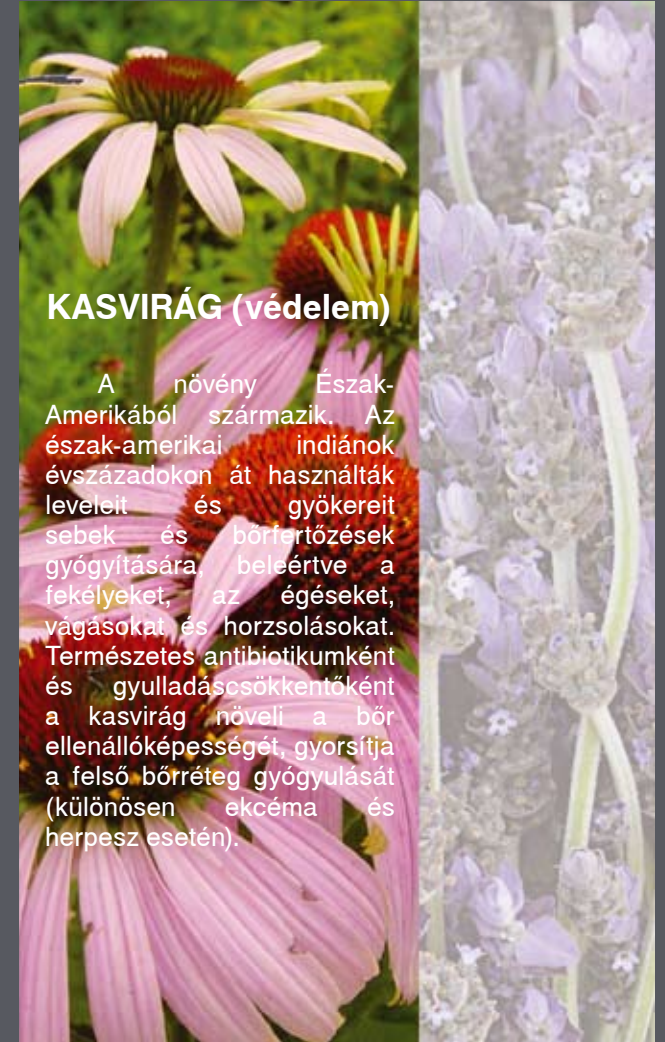 KASVIRÁG (védelem)
A növény Észak-
Amerikából származik. Az
észak-amerikai indiánok
évszázadokon át használták
leveleit és gyökereit
sebek és bőrfertőzések
gyógyítására, beleértve a
fekélyeket, az égéseket,
vágásokat és horzsolásokat.
Természetes antibiotikumként
és gyulladáscsökkentőként
a kasvirág növeli a bőr
ellenállóképességét, gyorsítja
a felső bőrréteg gyógyulását
(különösen ekcéma és
herpesz esetén).